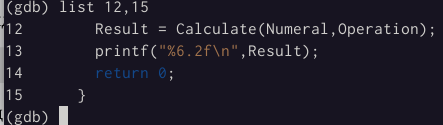 (gdb) list 12,15
12 Result = Calculate(Numeral,Operation);
13 printf("%6.2f\n",Result);
14 return 0;
15 }
(gdb)